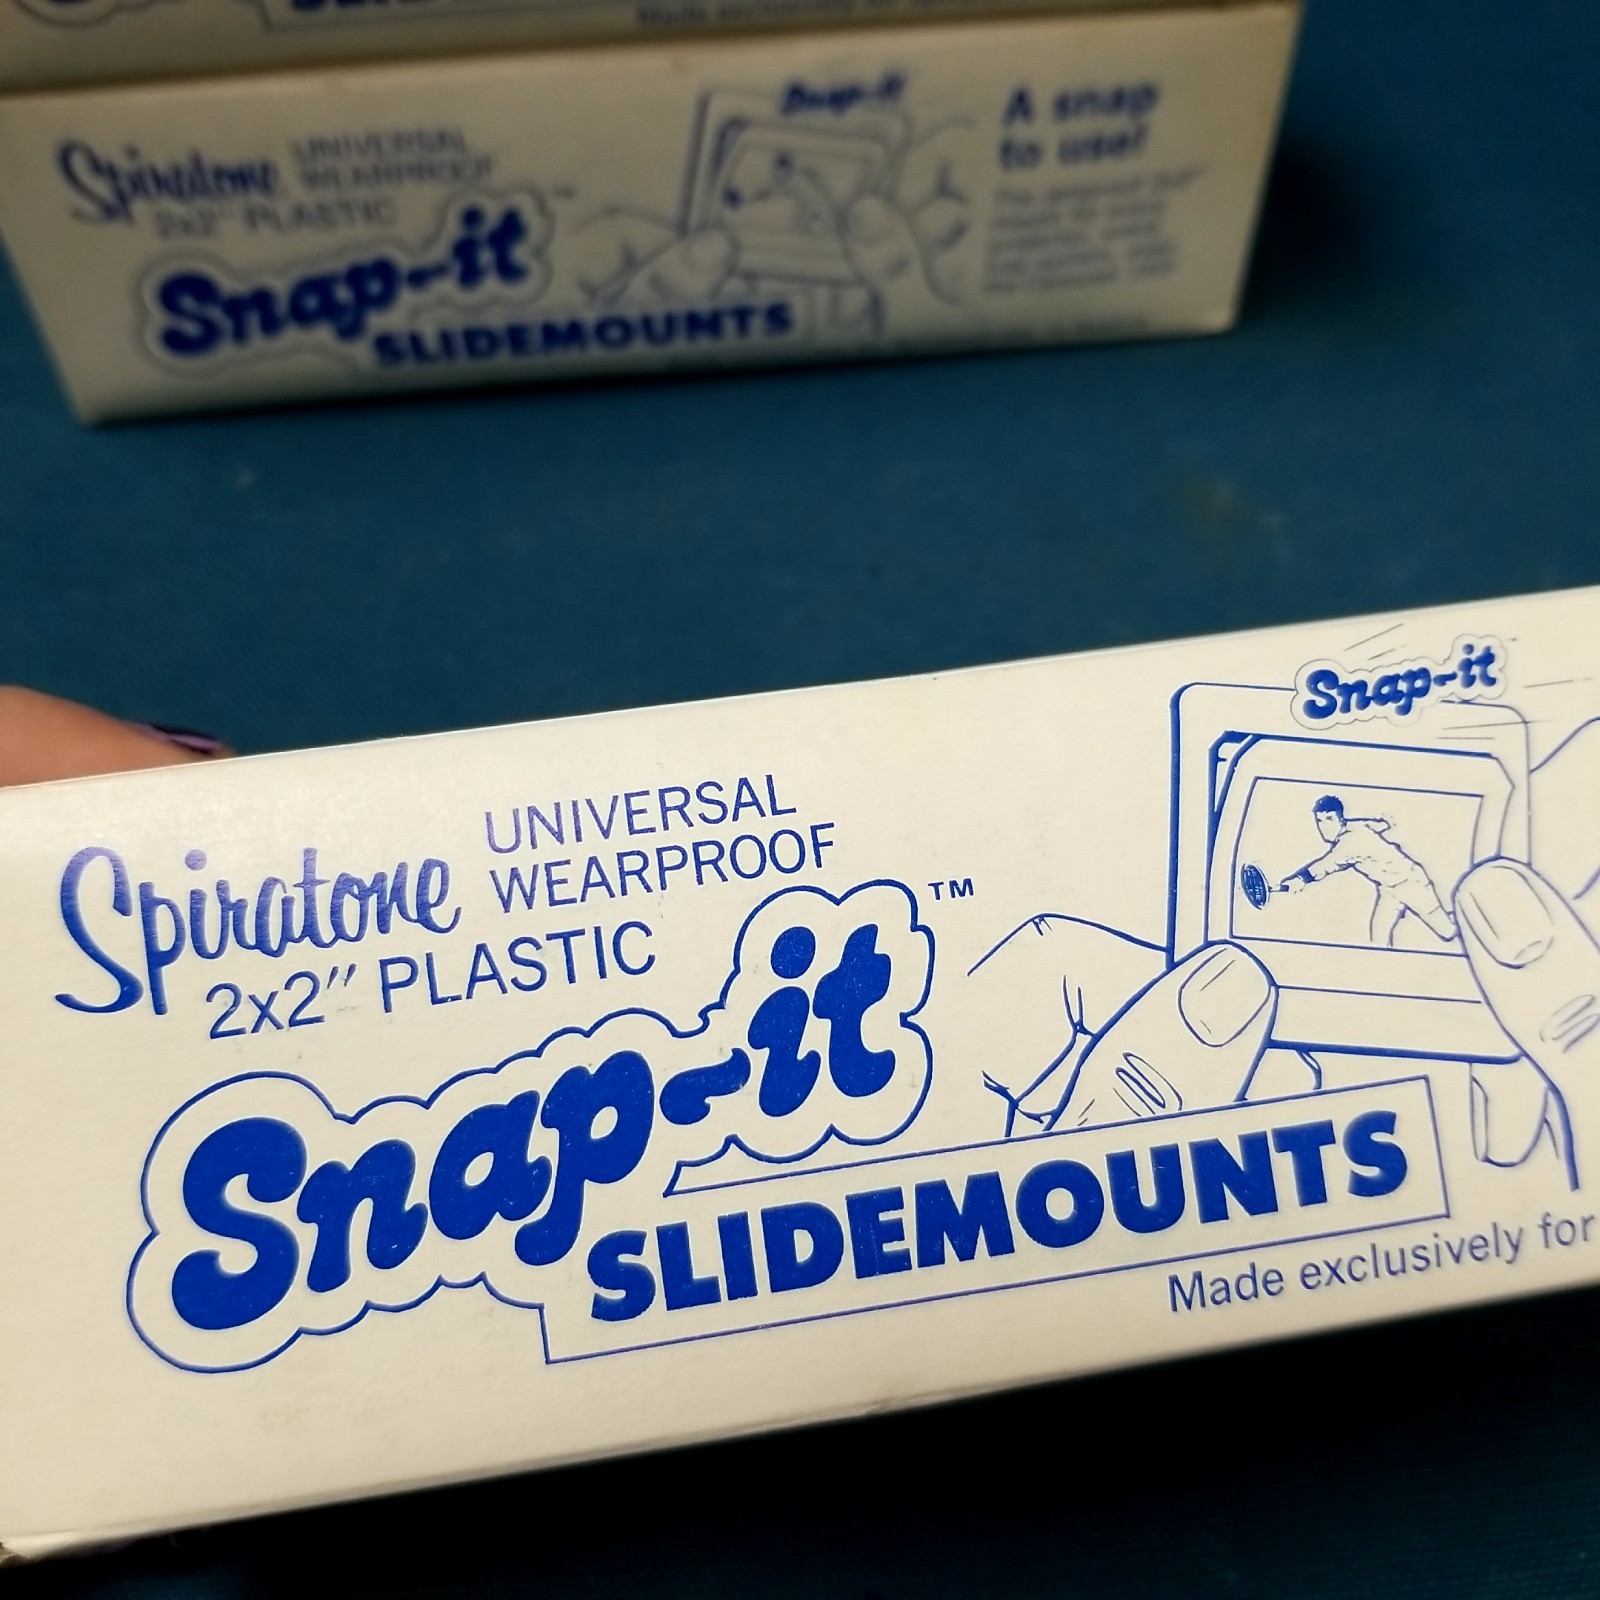 Spiratone UNIVERSAL
WEARPROOF
2x2" PLASTIC
Snap-it
SLIDEMOUNTS
Snap-it
A snap
to use!
Spiratone UNIVERSAL
WEARPROOF
2x2" PLASTIC
Snap-it™
SLIDEMOUNTS
Snap-it
Made exclusively for